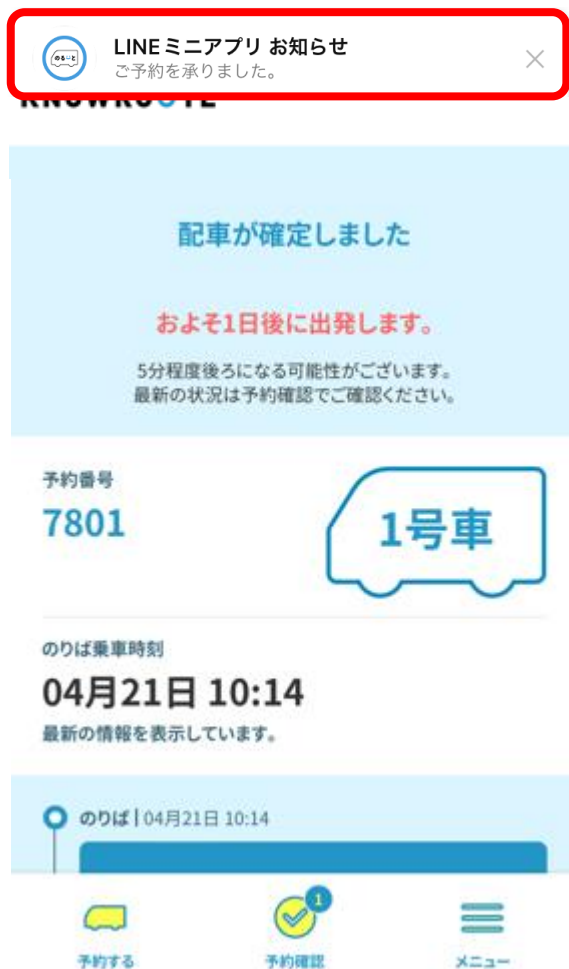 のるーと
LINEミニアプリ お知らせ
ご予約を承りました。
KNOWROUTE
配車が確定しました
およそ1日後に出発します。
5分程度後ろになる可能性がございます。
最新の状況は予約確認でご確認ください。
予約番号
7801
1号車
のりば乗車時刻
04月21日 10:14
最新の情報を表示しています。
のりば | 04月21日 10:14
1
予約する
予約確認
メニュー